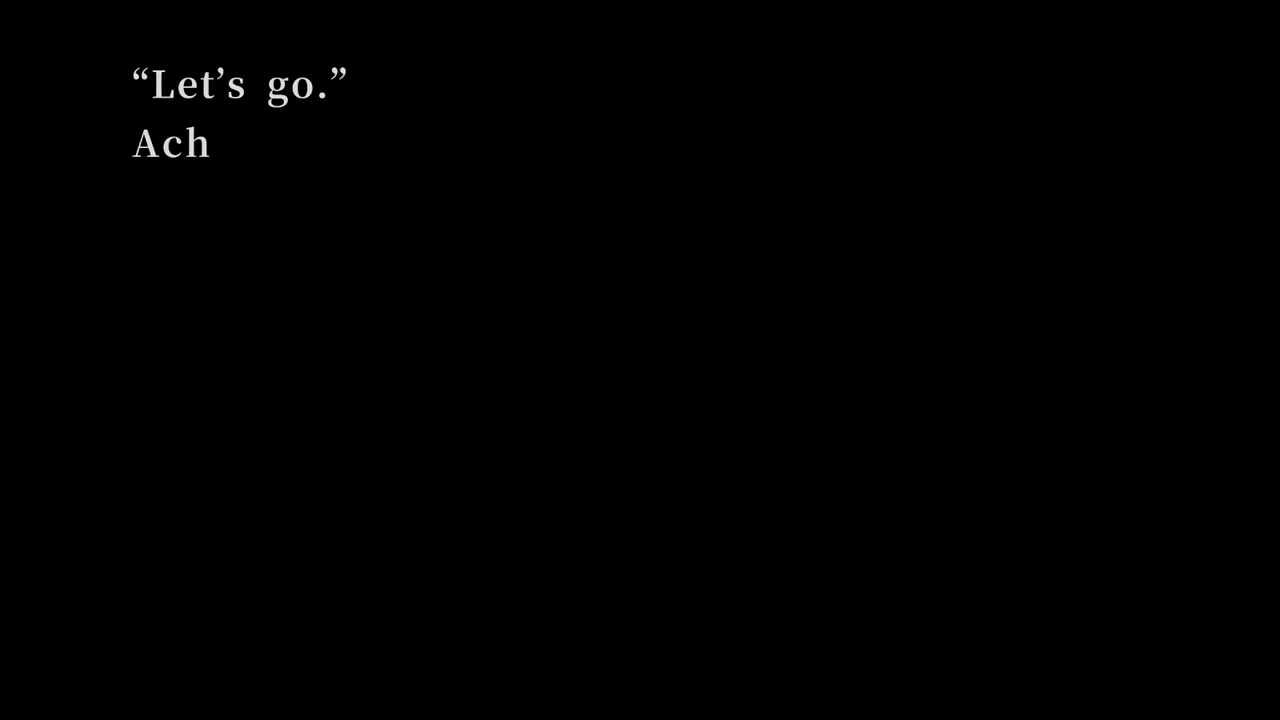 “Let’s go.”
Ach